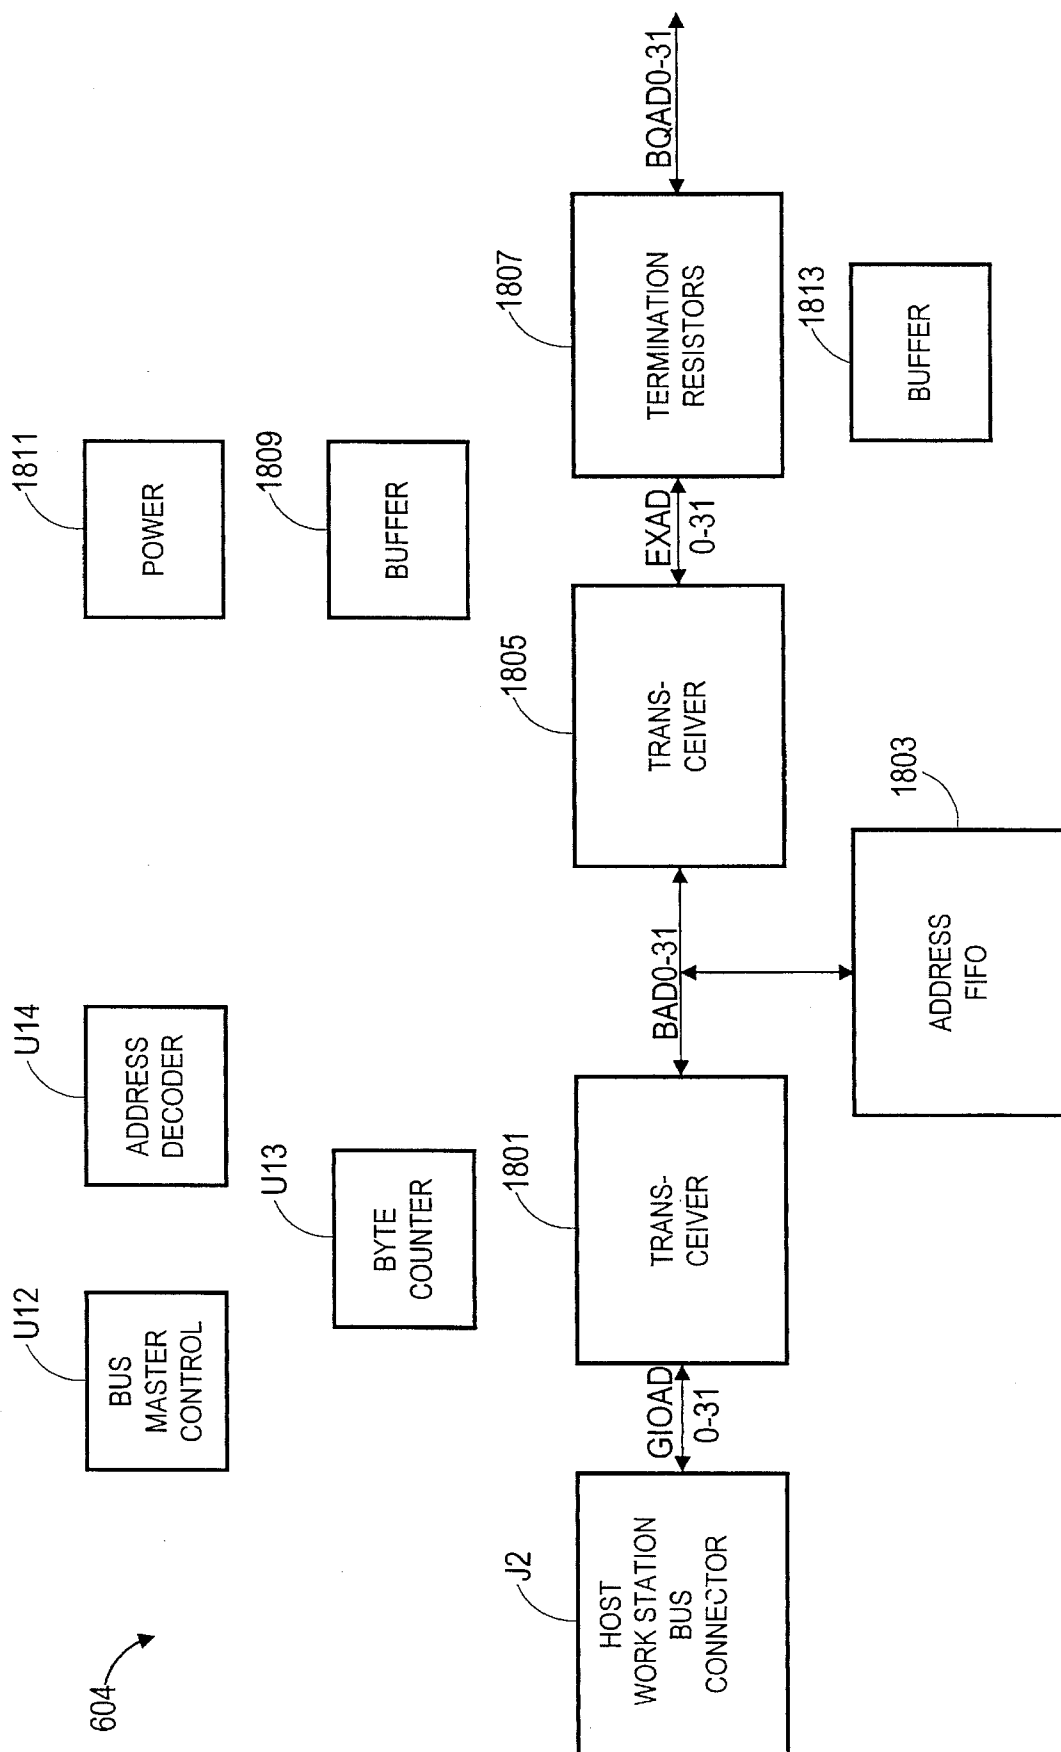 604
U12
BUS
MASTER
CONTROL
U14
ADDRESS
DECODER
1811
POWER
U13
BYTE
COUNTER
1809
BUFFER
J2
HOST
WORK STATION
BUS
CONNECTOR
GIOAD
0-31
1801
TRANS-
CEIVER
BAD0-31
1805
TRANS-
CEIVER
EXAD
0-31
1807
TERMINATION
RESISTORS
BQAD0-31
1803
ADDRESS
FIFO
1813
BUFFER